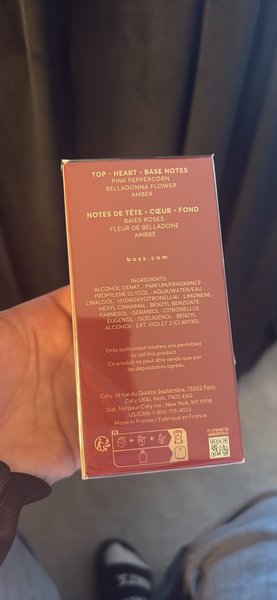 TOP • HEART • BASE NOTES
PINK PEPPERCORN
BELLADONNA FLOWER
AMBER
NOTES DE TÊTE • CŒUR • FOND
BAIES ROSES
FLEUR DE BELLADONE
AMBRE
boss.com
INGREDIENTS:
ALCOHOL DENAT • PARFUM/FRAGRANCE •
PROPYLENE GLYCOL • AQUA/WATER/EAU
LINALOOL • HYDROXYCITRONELLAL • LIMONENE •
HEXYL CINNAMAL • BENZYL BENZOATE •
FARNESOL • GERANIOL • CITRONELLOL •
EUGENOL • ISOEUGENOL • BENZYL
ALCOHOL • EXT. VIOLET 2 (CI 60730).
Only authorized retailers are permitted
to sell this product.
Ce produit ne peut être vendu que par
les dépositaires agréés.
Coty, 14 rue du Quatre Septembre, 75002 Paris
Coty UK&I, Kent, TN25 4AQ
Dist. for/pour Coty Inc., New York, NY 10118
US/CAN: 1-800-715-4023
Made in France / Fabriqué en France
FR